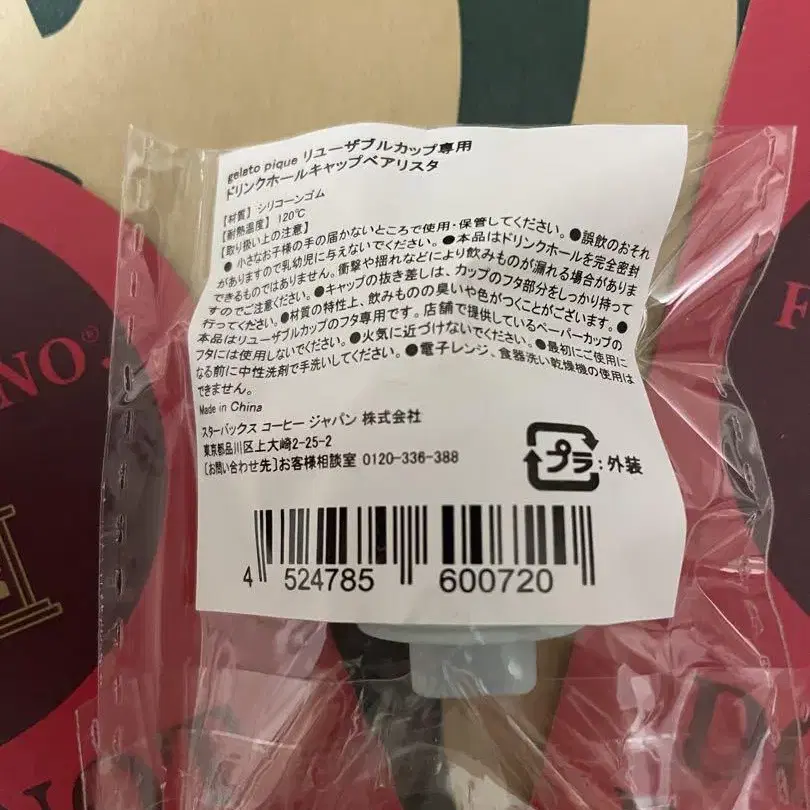 gelato pique リユーザブルカップ専用
ドリンクホールキャップベアリスタ
【材質】シリコーンゴム
【耐熱温度】120℃
【取り扱い上の注意】
● 小さなお子様の手の届かないところで使用・保管してください。●誤飲のおそれ
がありますので乳幼児に与えないでください。●本品はドリンクホールを完全密封
できるものではありません。衝撃や揺れなどにより飲みものが漏れる場合がありま
すのでご注意ください。●キャップの抜き差しは、カップのフタ部分をしっかり持って
行ってください。●材質の特性上、飲みものの臭いや色がつくことがございます。●
本品はリユーザブルカップのフタ専用です。店舗で提供しているペーパーカップの
フタには使用しないでください。●火気に近づけないでください。●最初にご使用に
なる前に中性洗剤で手洗いしてください。●電子レンジ、食器洗い乾燥機の使用は
できません。
Made in China
スターバックス コーヒー ジャパン 株式会社
東京都品川区上大崎2-25-2
[お問い合わせ先]お客様相談室 0120-336-388
プラ:外装
4 524785 600720
NO®
F